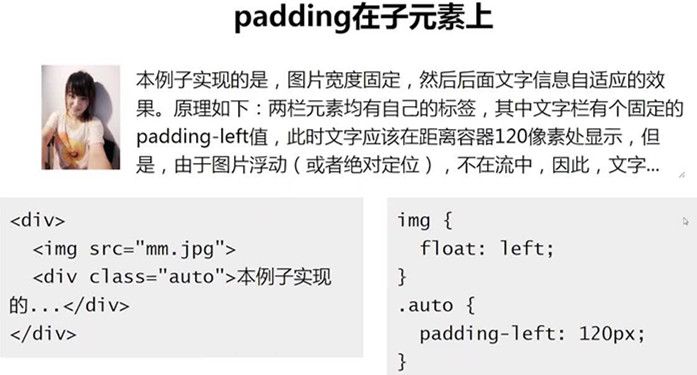 padding在子元素上
本例子实现的是，图片宽度固定，然后后面文字信息自适应的效
果。原理如下：两栏元素均有自己的标签，其中文字栏有个固定的
padding-left值，此时文字应该在距离容器120像素处显示，但
是，由于图片浮动（或者绝对定位），不在流中，因此，文字...
<div>
<img src="mm.jpg">
<div class="auto">本例子实现
的...</div>
</div>
img {
float: left;
}
.auto {
padding-left: 120px;
}